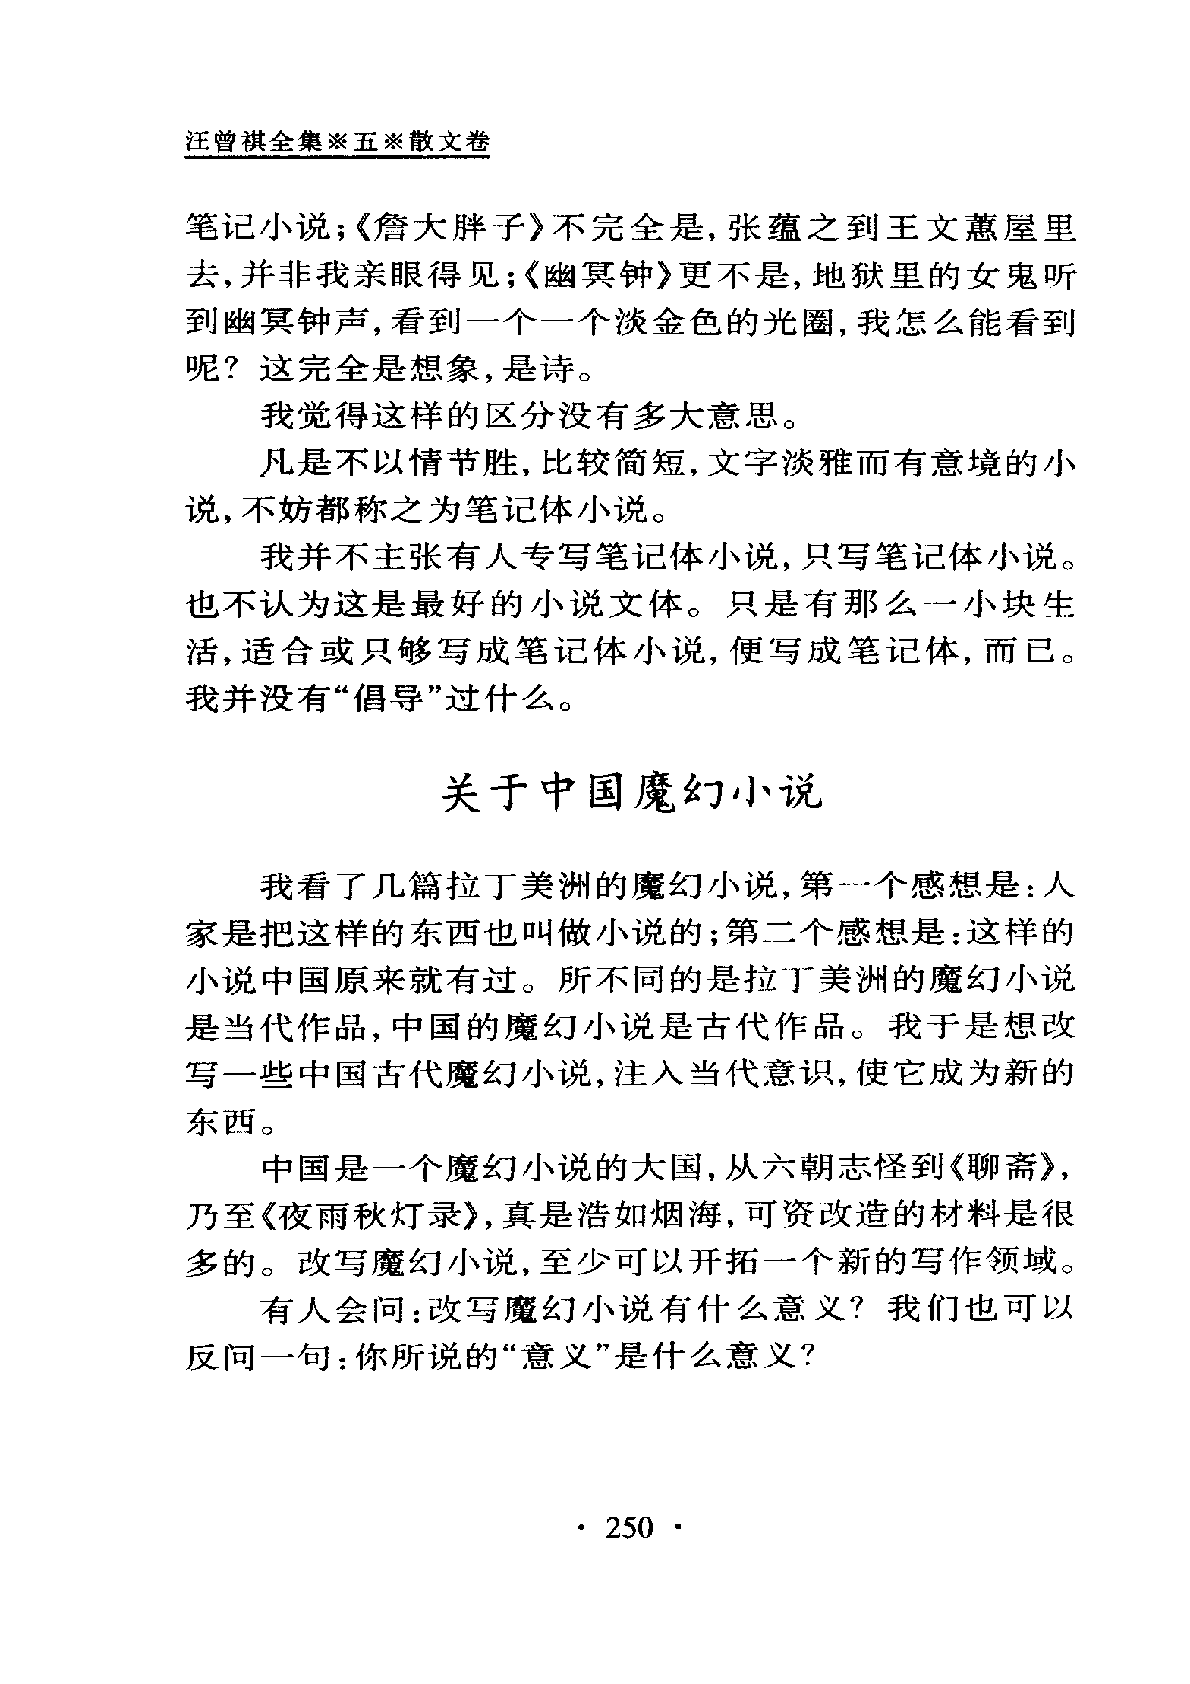 汪曾祺全集※五※散文卷
笔记小说；《詹大胖子》不完全是，张蕴之到王文蕙屋里
去，并非我亲眼得见；《幽冥钟》更不是，地狱里的女鬼听
到幽冥钟声，看到一个一个淡金色的光圈，我怎么能看到
呢？这完全是想象，是诗。
我觉得这样的区分没有多大意思。
凡是不以情节胜，比较简短，文字淡雅而有意境的小
说，不妨都称之为笔记体小说。
我并不主张有人专写笔记体小说，只写笔记体小说。
也不认为这是最好的小说文体。只是有那么一小块生
活，适合或只够写成笔记体小说，便写成笔记体，而已。
我并没有“倡导”过什么。
关于中国魔幻小说
我看了几篇拉丁美洲的魔幻小说，第一个感想是：人
家是把这样的东西也叫做小说的；第二个感想是：这样的
小说中国原来就有过。所不同的是拉丁美洲的魔幻小说
是当代作品，中国的魔幻小说是古代作品。我于是想改
写一些中国古代魔幻小说，注入当代意识，使它成为新的
东西。
中国是一个魔幻小说的大国，从六朝志怪到《聊斋》，
乃至《夜雨秋灯录》，真是浩如烟海，可资改造的材料是很
多的。改写魔幻小说，至少可以开拓一个新的写作领域。
有人会问：改写魔幻小说有什么意义？我们也可以
反问一句：你所说的“意义”是什么意义？
· 250 ·